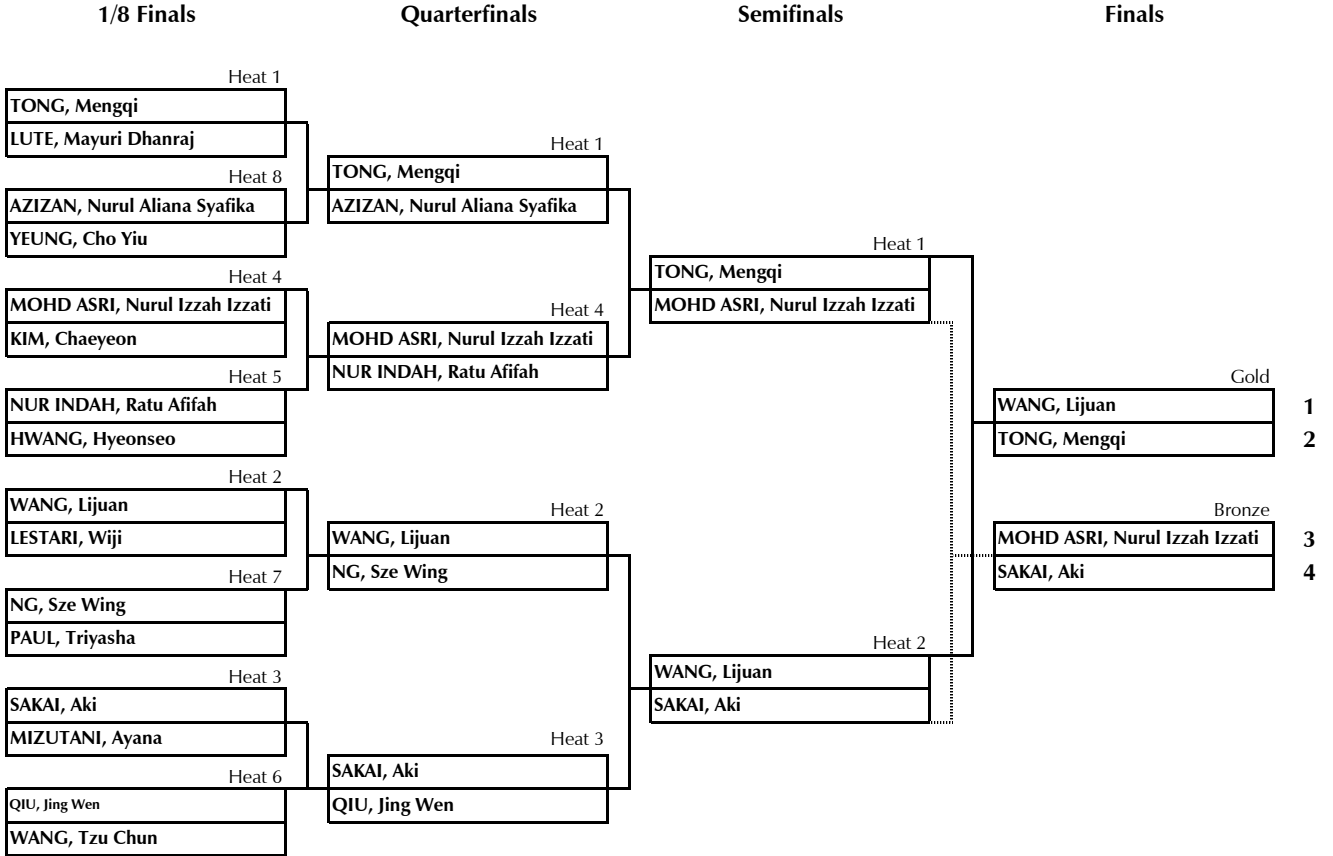 1/8 Finals
Quarterfinals
Semifinals
Finals
Heat 1
TONG, Mengqi
LUTE, Mayuri Dhanraj
Heat 8
AZIZAN, Nurul Aliana Syafika
YEUNG, Cho Yiu
Heat 4
MOHD ASRI, Nurul Izzah Izzati
KIM, Chaeyeon
Heat 5
NUR INDAH, Ratu Afifah
HWANG, Hyeonseo
Heat 2
WANG, Lijuan
LESTARI, Wiji
Heat 7
NG, Sze Wing
PAUL, Triyasha
Heat 3
SAKAI, Aki
MIZUTANI, Ayana
Heat 6
QIU, Jing Wen
WANG, Tzu Chun
Heat 1
TONG, Mengqi
AZIZAN, Nurul Aliana Syafika
Heat 4
MOHD ASRI, Nurul Izzah Izzati
NUR INDAH, Ratu Afifah
Heat 2
WANG, Lijuan
NG, Sze Wing
Heat 3
SAKAI, Aki
QIU, Jing Wen
Heat 1
TONG, Mengqi
MOHD ASRI, Nurul Izzah Izzati
Heat 2
WANG, Lijuan
SAKAI, Aki
Gold
WANG, Lijuan 1
TONG, Mengqi 2
Bronze
MOHD ASRI, Nurul Izzah Izzati 3
SAKAI, Aki 4